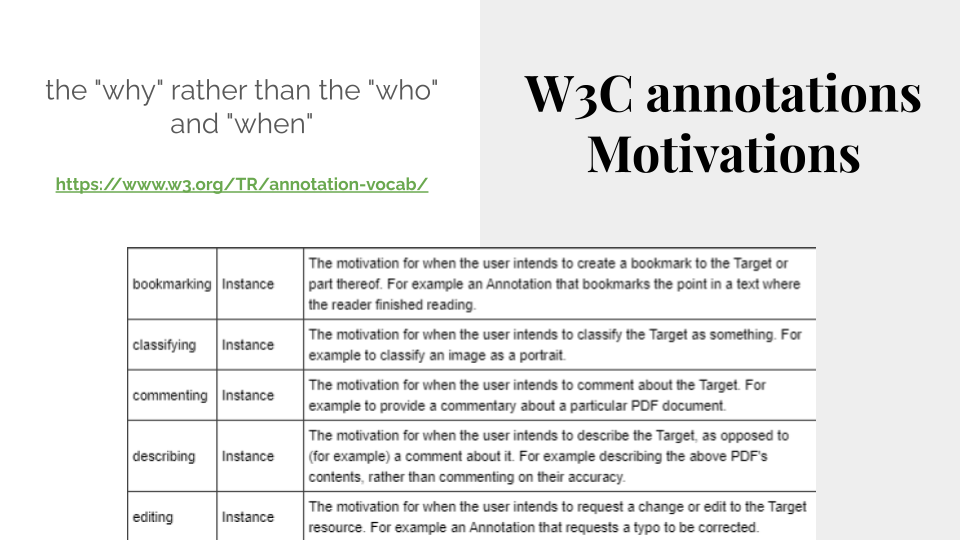 the "why" rather than the "who"
and "when"
https://www.w3.org/TR/annotation-vocab/
W3C annotations
Motivations
bookmarking Instance The motivation for when the user intends to create a bookmark to the Target or
part thereof. For example an Annotation that bookmarks the point in a text where
the reader finished reading.
classifying Instance The motivation for when the user intends to classify the Target as something. For
example to classify an image as a portrait.
commenting Instance The motivation for when the user intends to comment about the Target. For
example to provide a commentary about a particular PDF document.
describing Instance The motivation for when the user intends to describe the Target, as opposed to
(for example) a comment about it. For example describing the above PDF's
contents, rather than commenting on their accuracy.
editing Instance The motivation for when the user intends to request a change or edit to the Target
resource. For example an Annotation that requests a typo to be corrected.